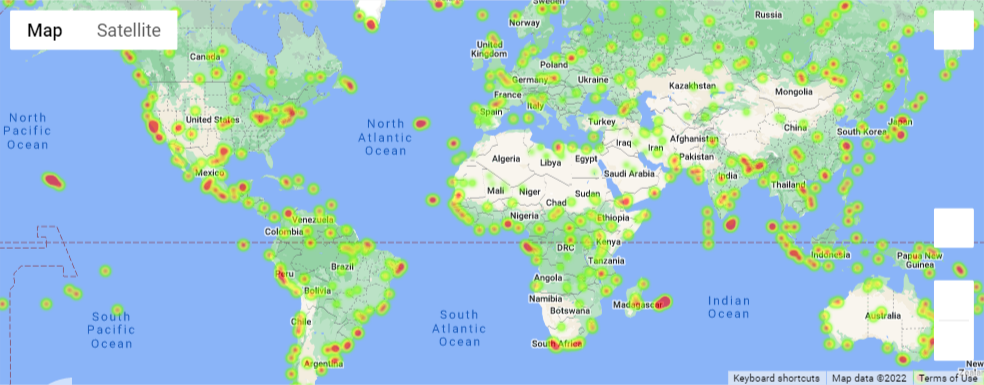 Map
Satellite
Sweden
Norway
Russia
United
Kingdom
Canada
Poland
Germany
Ukraine
Kazakhstan
Mongolia
France
Spain
Italy
Turkey
North
Pacific
Ocean
United States
North
Atlantic
Ocean
China
South Korea
Japan
Afghanistan
Iraq
Iran
Pakistan
Algeria
Libya
Egypt
Saudi Arabia
India
Thailand
Mexico
Mali
Niger
Sudan
Chad
Nigeria
Ethiopia
Venezuela
Colombia
DRC
Kenya
Tanzania
Indonesia
Papua New
Guinea
Peru
Brazil
Bolivia
Angola
Namibia
Botswana
Madagascar
Indian
Ocean
Australia
South
Pacific
Ocean
Chile
South
Atlantic
Ocean
South Africa
Argentina
New
Keyboard shortcuts
Map data ©2022
Terms of Use